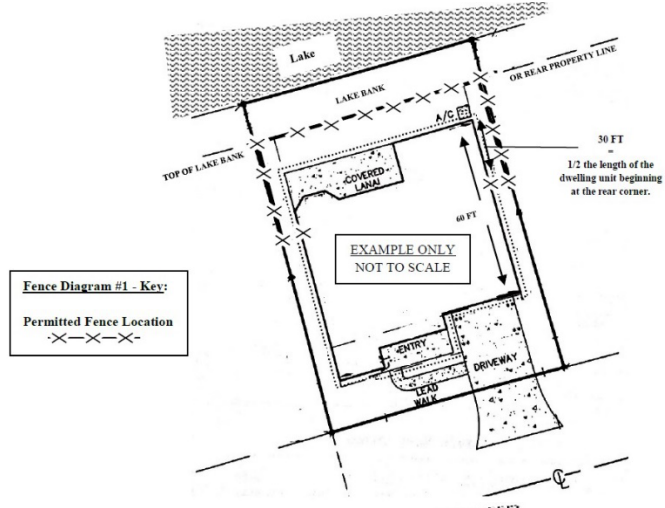 Lake
OR REAR PROPERTY LINE
LAKE BANK
A/C
TOP OF LAKE BANK
30 FT
=
1/2 the length of the
dwelling unit beginning
at the rear corner.
COVERED
LANAI
60 FT
EXAMPLE ONLY
NOT TO SCALE
Fence Diagram #1 - Key:
Permitted Fence Location
-X—X—X-
ENTRY
DRIVEWAY
LEAD
WALK
℄